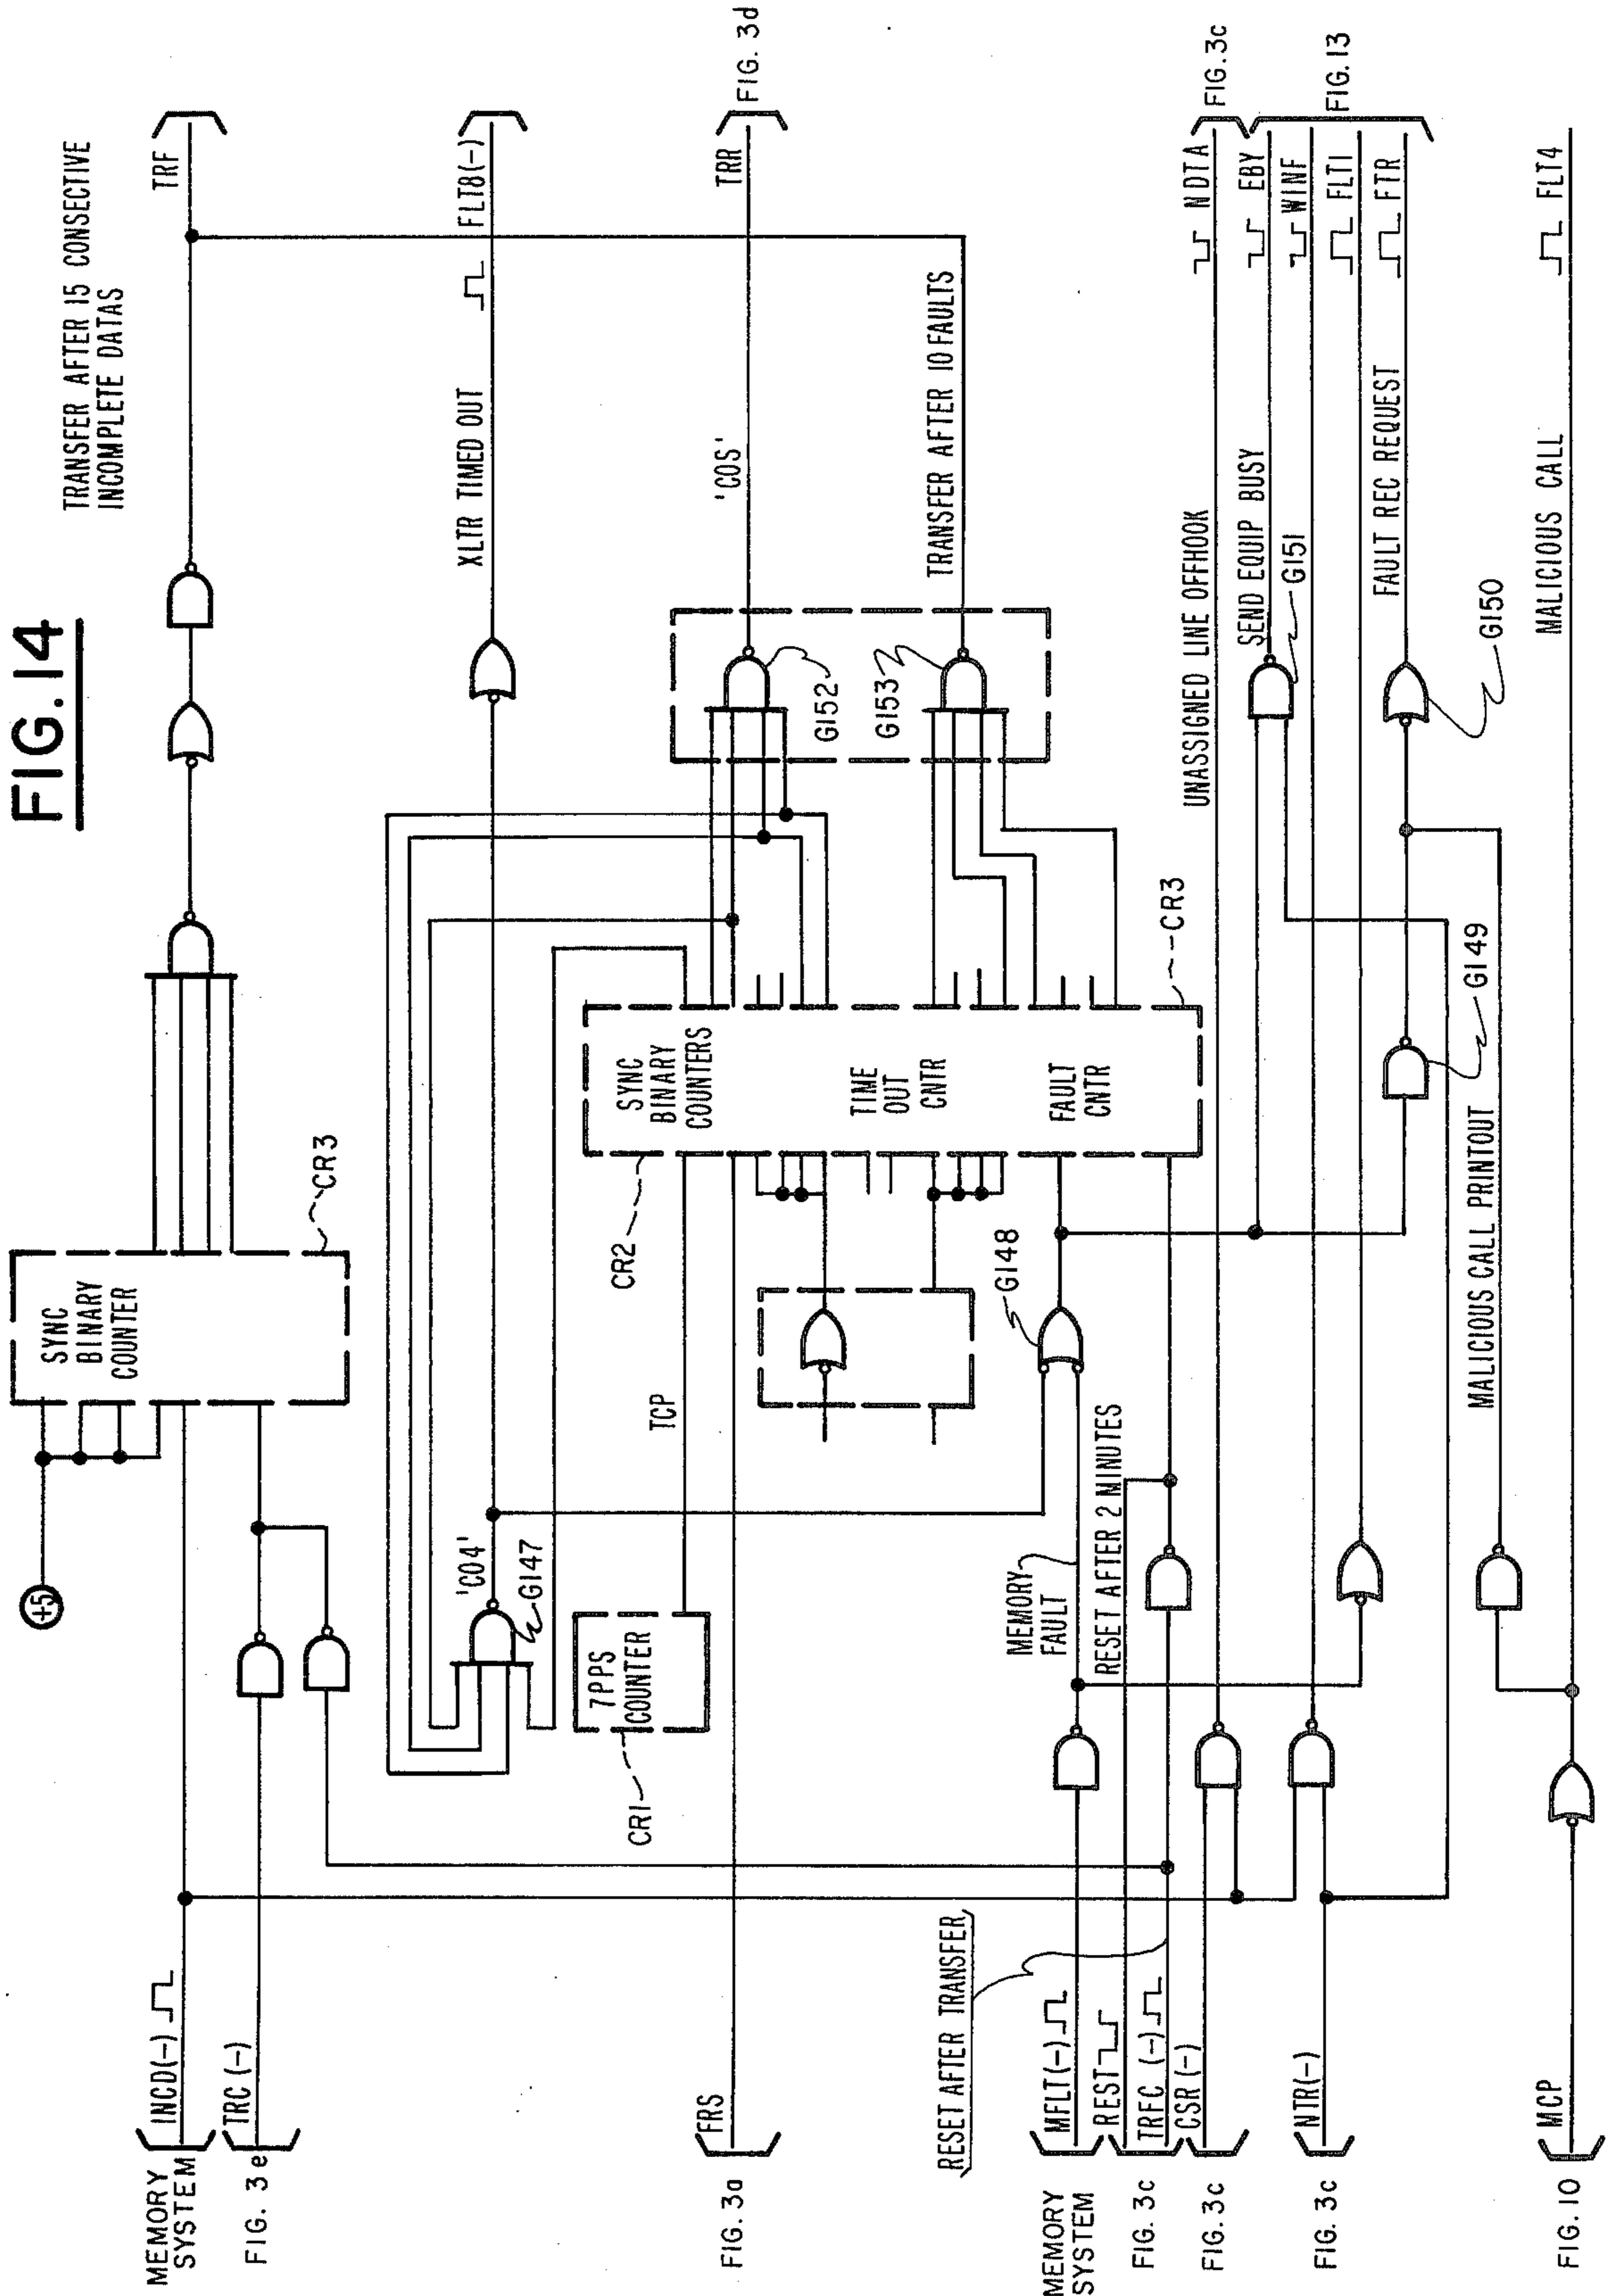 FIG.14
TRANSFER AFTER 15 CONSECTIVE
INCOMPLETE DATAS
TRF
+5
SYNC
BINARY
COUNTER
CR3
MEMORY
SYSTEM
INCD(-)
FIG. 3e
TRC (-)
'C04'
G147
XLTR TIMED OUT
FLT8(-)
7PPS
COUNTER
CR1
TCP
CR2
SYNC
BINARY
COUNTERS
TIME
OUT
CNTR
FAULT
CNTR
CR3
'COS'
TRR
FIG. 3d
G152
G153
TRANSFER AFTER 10 FAULTS
FIG. 3a
FRS
RESET AFTER TRANSFER
MEMORY
FAULT
RESET AFTER 2 MINUTES
G148
MEMORY
SYSTEM
MFLT(-)
FIG. 3c
REST
TRFC (-)
FIG. 3c
CSR(-)
UNASSIGNED LINE OFFHOOK
NDTA
FIG.3c
SEND EQUIP BUSY
G151
EBY
WINF
FIG.13
FLT1
FIG. 3c
NTR(-)
G149
FAULT REC REQUEST
G150
FTR
MALICIOUS CALL PRINTOUT
FIG. 10
MCP
MALICIOUS CALL
FLT4